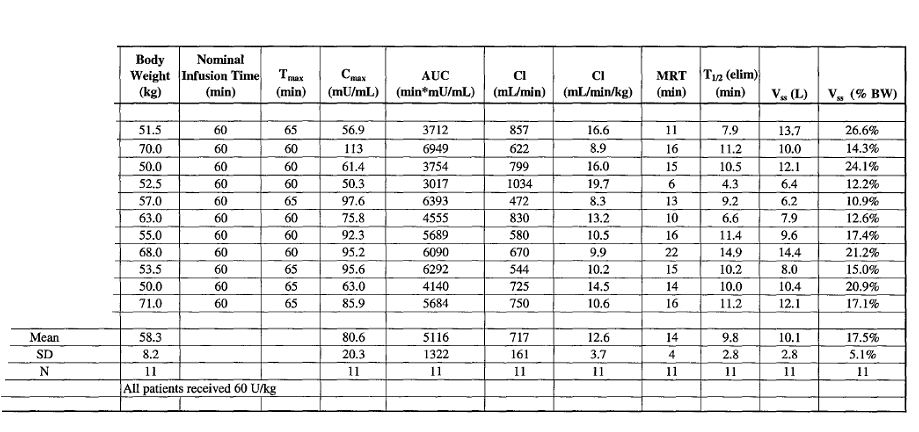 Body Weight (kg) Nominal Infusion Time (min) Tmax (min) Cmax (mU/mL) AUC (min*mU/mL) Cl (mL/min) Cl (mL/min/kg) MRT (min) T1/2 (elim) (min) Vss (L) Vss (% BW)
51.5 60 65 56.9 3712 857 16.6 11 7.9 13.7 26.6%
70.0 60 60 113 6949 622 8.9 16 11.2 10.0 14.3%
50.0 60 60 61.4 3754 799 16.0 15 10.5 12.1 24.1%
52.5 60 60 50.3 3017 1034 19.7 6 4.3 6.4 12.2%
57.0 60 65 97.6 6393 472 8.3 13 9.2 6.2 10.9%
63.0 60 60 75.8 4555 830 13.2 10 6.6 7.9 12.6%
55.0 60 60 92.3 5689 580 10.5 16 11.4 9.6 17.4%
68.0 60 60 95.2 6090 670 9.9 22 14.9 14.4 21.2%
53.5 60 65 95.6 6292 544 10.2 15 10.2 8.0 15.0%
50.0 60 65 63.0 4140 725 14.5 14 10.0 10.4 20.9%
71.0 60 65 85.9 5684 750 10.6 16 11.2 12.1 17.1%
Mean 58.3 80.6 5116 717 12.6 14 9.8 10.1 17.5%
SD 8.2 20.3 1322 161 3.7 4 2.8 2.8 5.1%
N 11 11 11 11 11 11 11 11 11
All patients received 60 U/kg